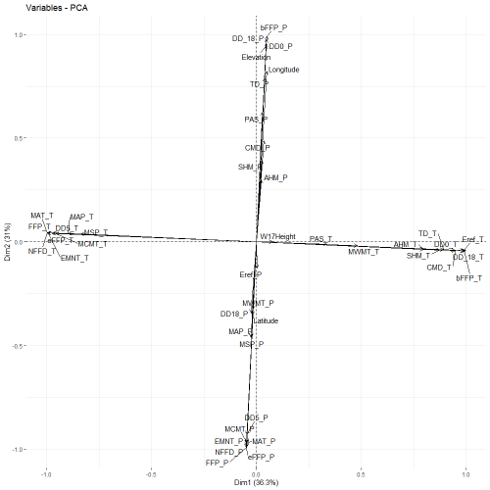 Variables - PCA
bFFP_P
DD_18_P
DD0_P
Elevation
Longitude
TD_P
PAS_P
CMD_P
SHM_P
AHM_P
MAT_T
MAP_T
FFP_T
DD5_T
MSP_T
eFFP_T
MCMT_T
NFFD_T
EMNT_T
W17Height
PAS_T
MWMT_T
TD_T
Eref_T
AHM_T
DD0_T
SHM_T
DD_18_T
CMD_T
bFFP_T
Eref_P
MWMT_P
DD18_P
Latitude
MAP_P
MSP_P
DD5_P
MCMT_P
EMNT_P
MAT_P
NFFD_P
eFFP_P
FFP_P
1.0
0.5
0.0
-0.5
-1.0
Dim2 (31%)
-1.0
-0.5
0.0
0.5
1.0
Dim1 (36.3%)